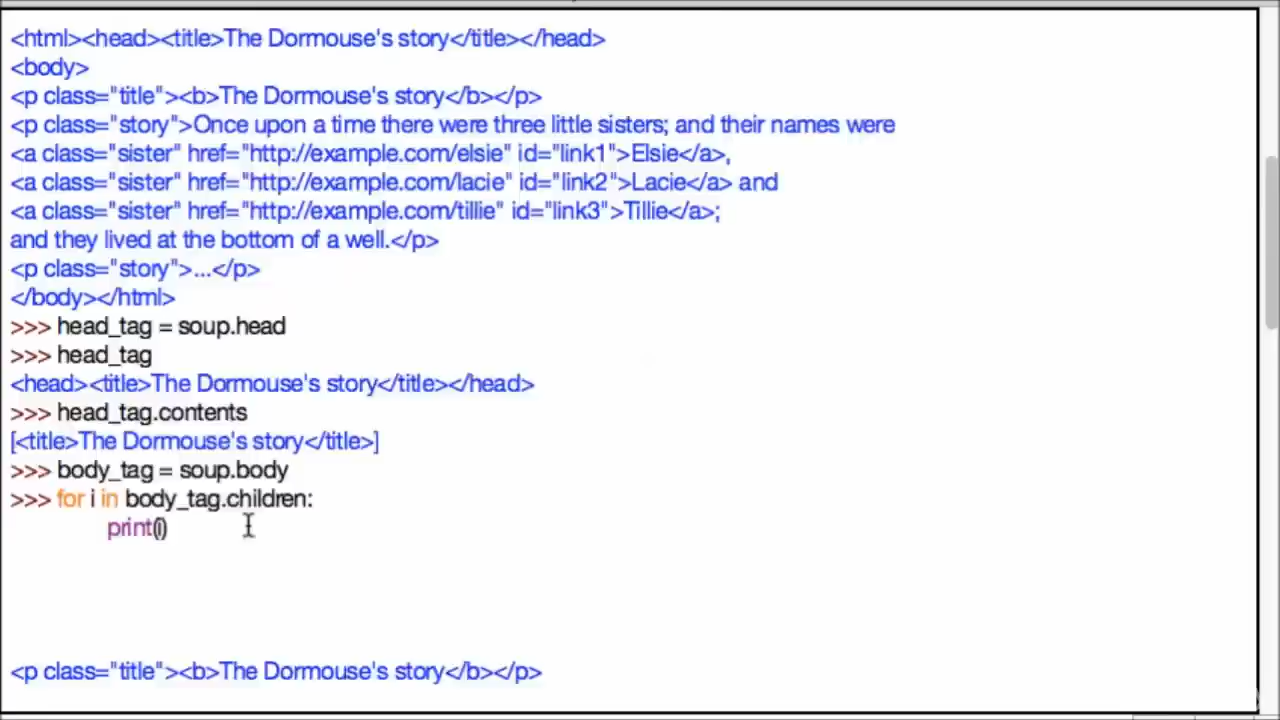 <html><head><title>The Dormouse's story</title></head>
<body>
<p class="title"><b>The Dormouse's story</b></p>
<p class="story">Once upon a time there were three little sisters; and their names were
<a class="sister" href="http://example.com/elsie" id="link1">Elsie</a>,
<a class="sister" href="http://example.com/lacie" id="link2">Lacie</a> and
<a class="sister" href="http://example.com/tillie" id="link3">Tillie</a>;
and they lived at the bottom of a well.</p>
<p class="story">...</p>
</body></html>
>>> head_tag = soup.head
>>> head_tag
<head><title>The Dormouse's story</title></head>
>>> head_tag.contents
[<title>The Dormouse's story</title>]
>>> body_tag = soup.body
>>> for i in body_tag.children:
print(i)
<p class="title"><b>The Dormouse's story</b></p>